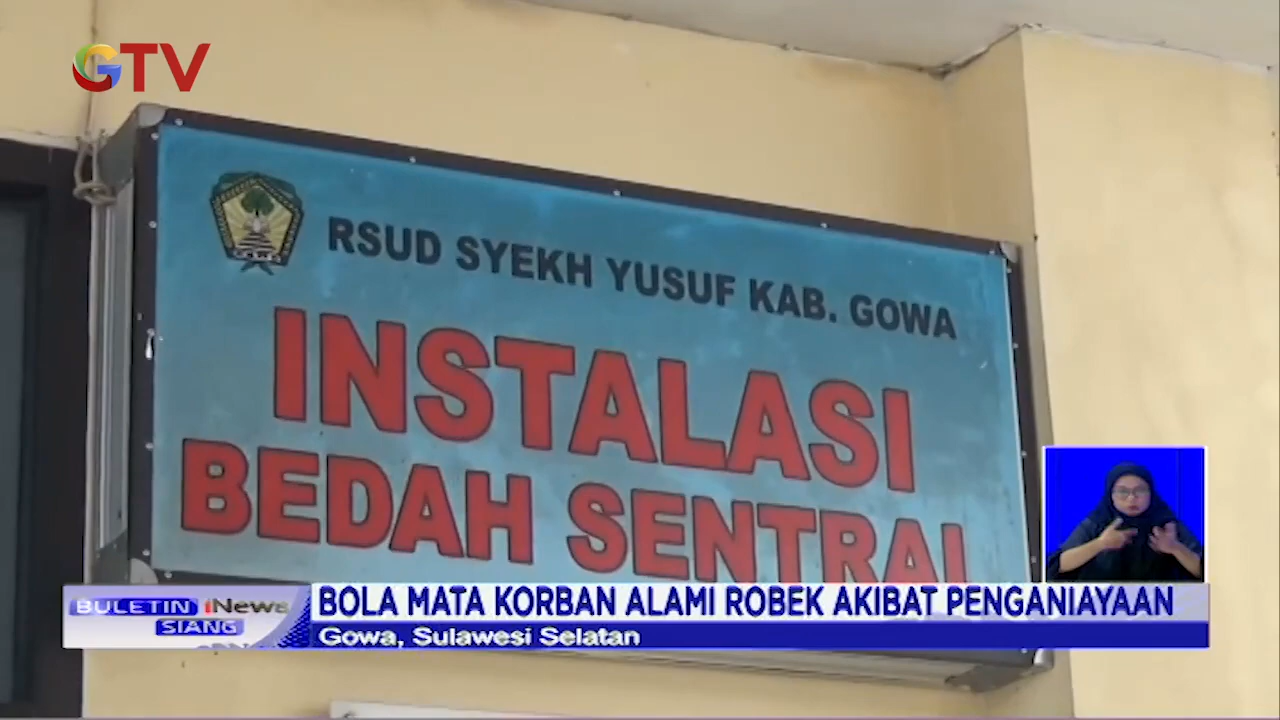 GTV
RSUD SYEKH YUSUF KAB. GOWA
INSTALASI
BEDAH SENTRAL
BULETIN iNews
SIANG
BOLA MATA KORBAN ALAMI ROBEK AKIBAT PENGANIAYAAN
Gowa, Sulawesi Selatan